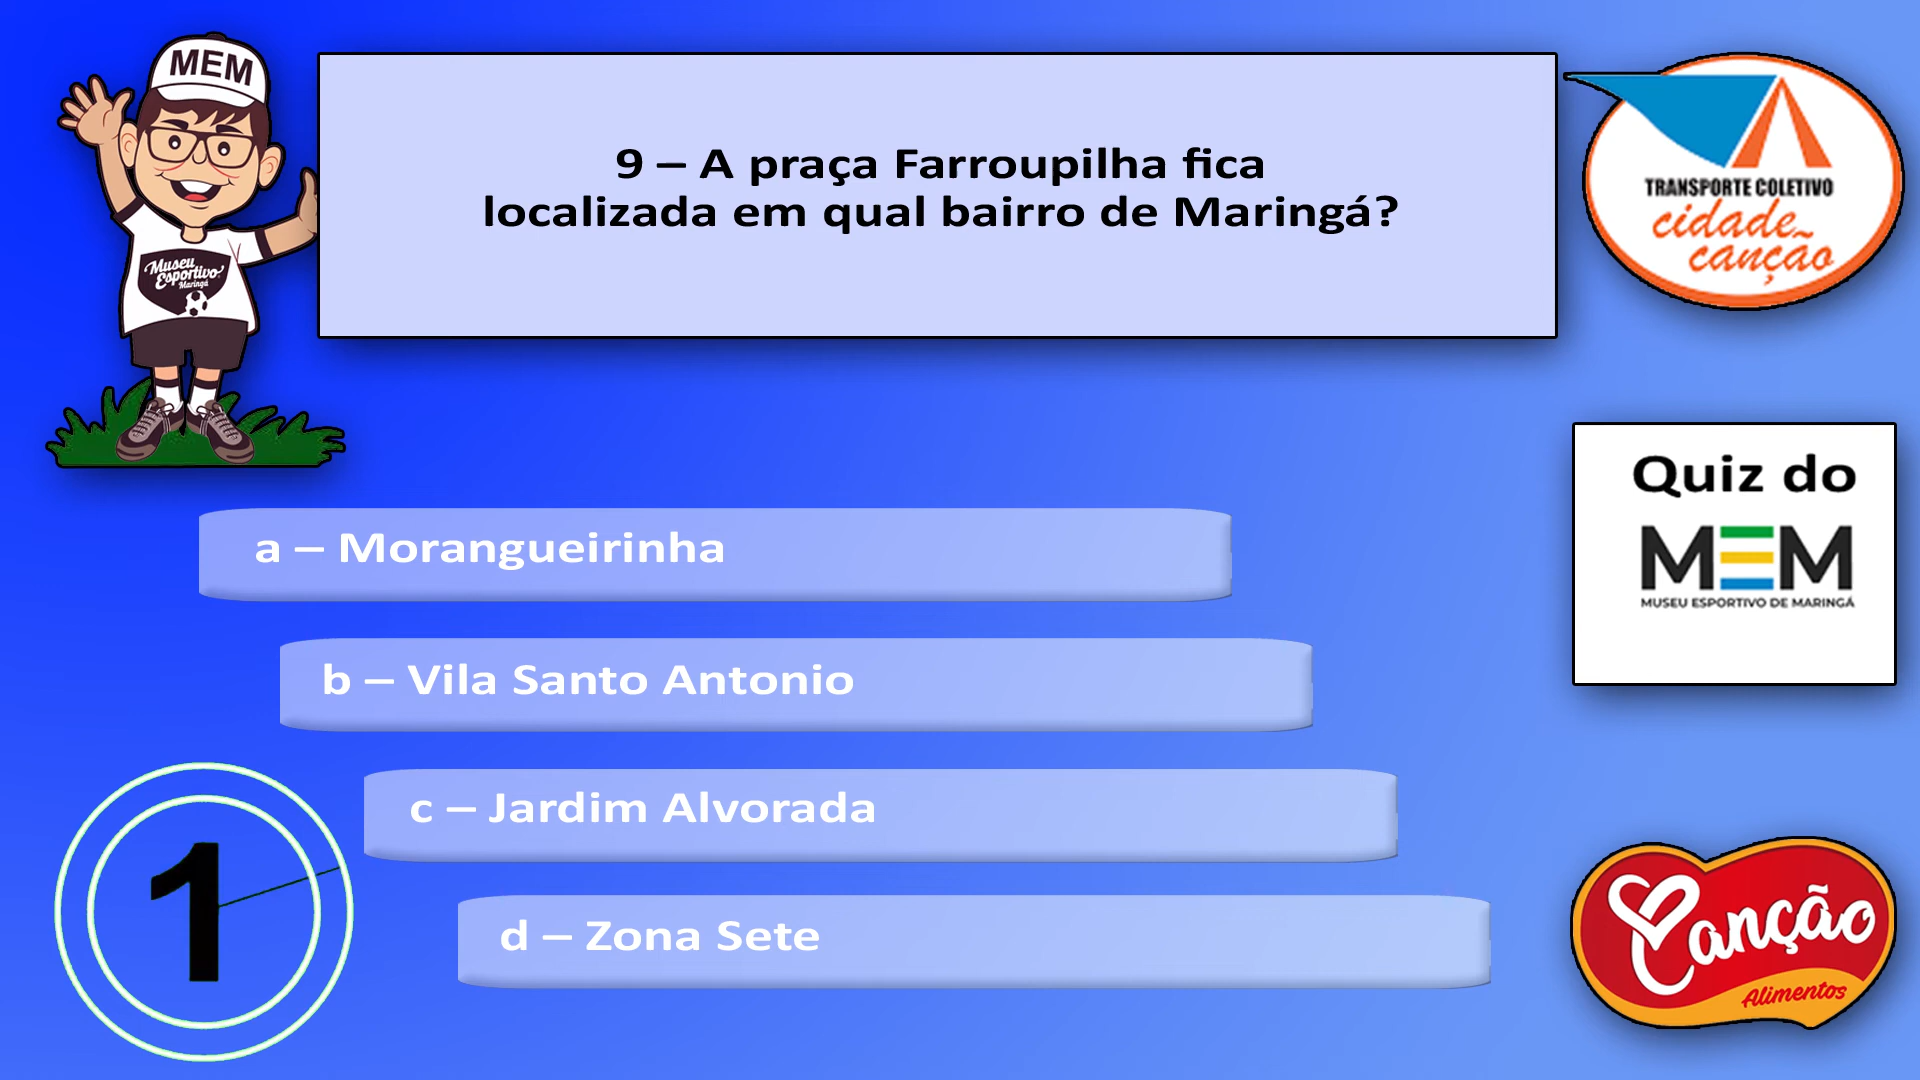 MEM
9 – A praça Farroupilha fica
localizada em qual bairro de Maringá?
TRANSPORTE COLETIVO
cidade
canção
Museu
Esportivo
Maringá
Quiz do
MEM
MUSEU ESPORTIVO DE MARINGÁ
a – Morangueirinha
b – Vila Santo Antonio
c – Jardim Alvorada
d – Zona Sete
1
Canção
Alimentos